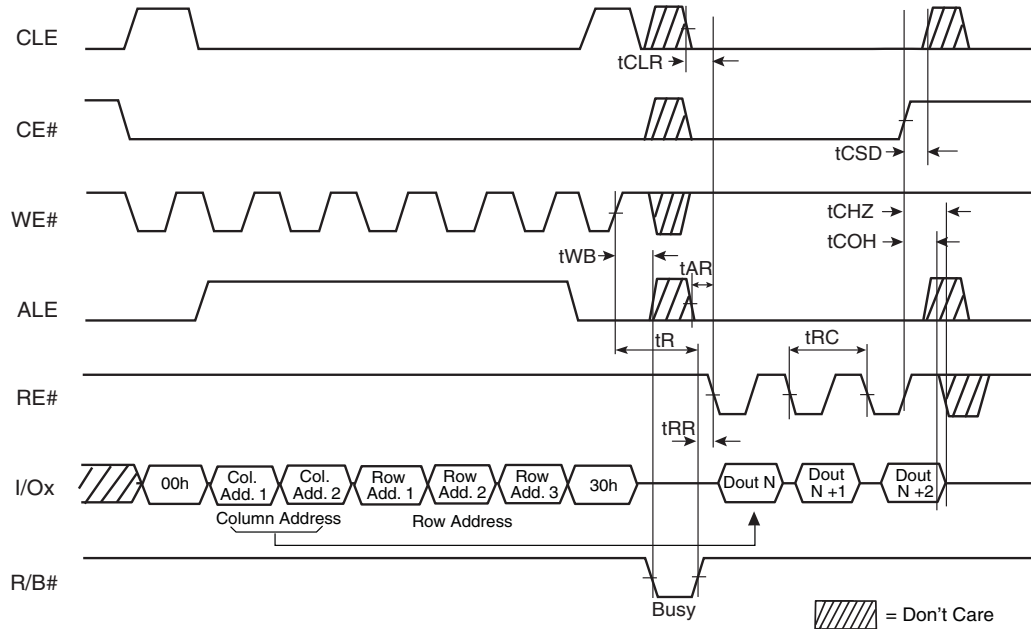 CLE
tCLR
CE#
tCSD
WE#
tCHZ
tCOH
tWB
tAR
ALE
tR
tRC
RE#
tRR
I/Ox
00h
Col. Add. 1
Col. Add. 2
Row Add. 1
Row Add. 2
Row Add. 3
30h
Dout N
Dout N +1
Dout N +2
Column Address
Row Address
R/B#
Busy
= Don't Care